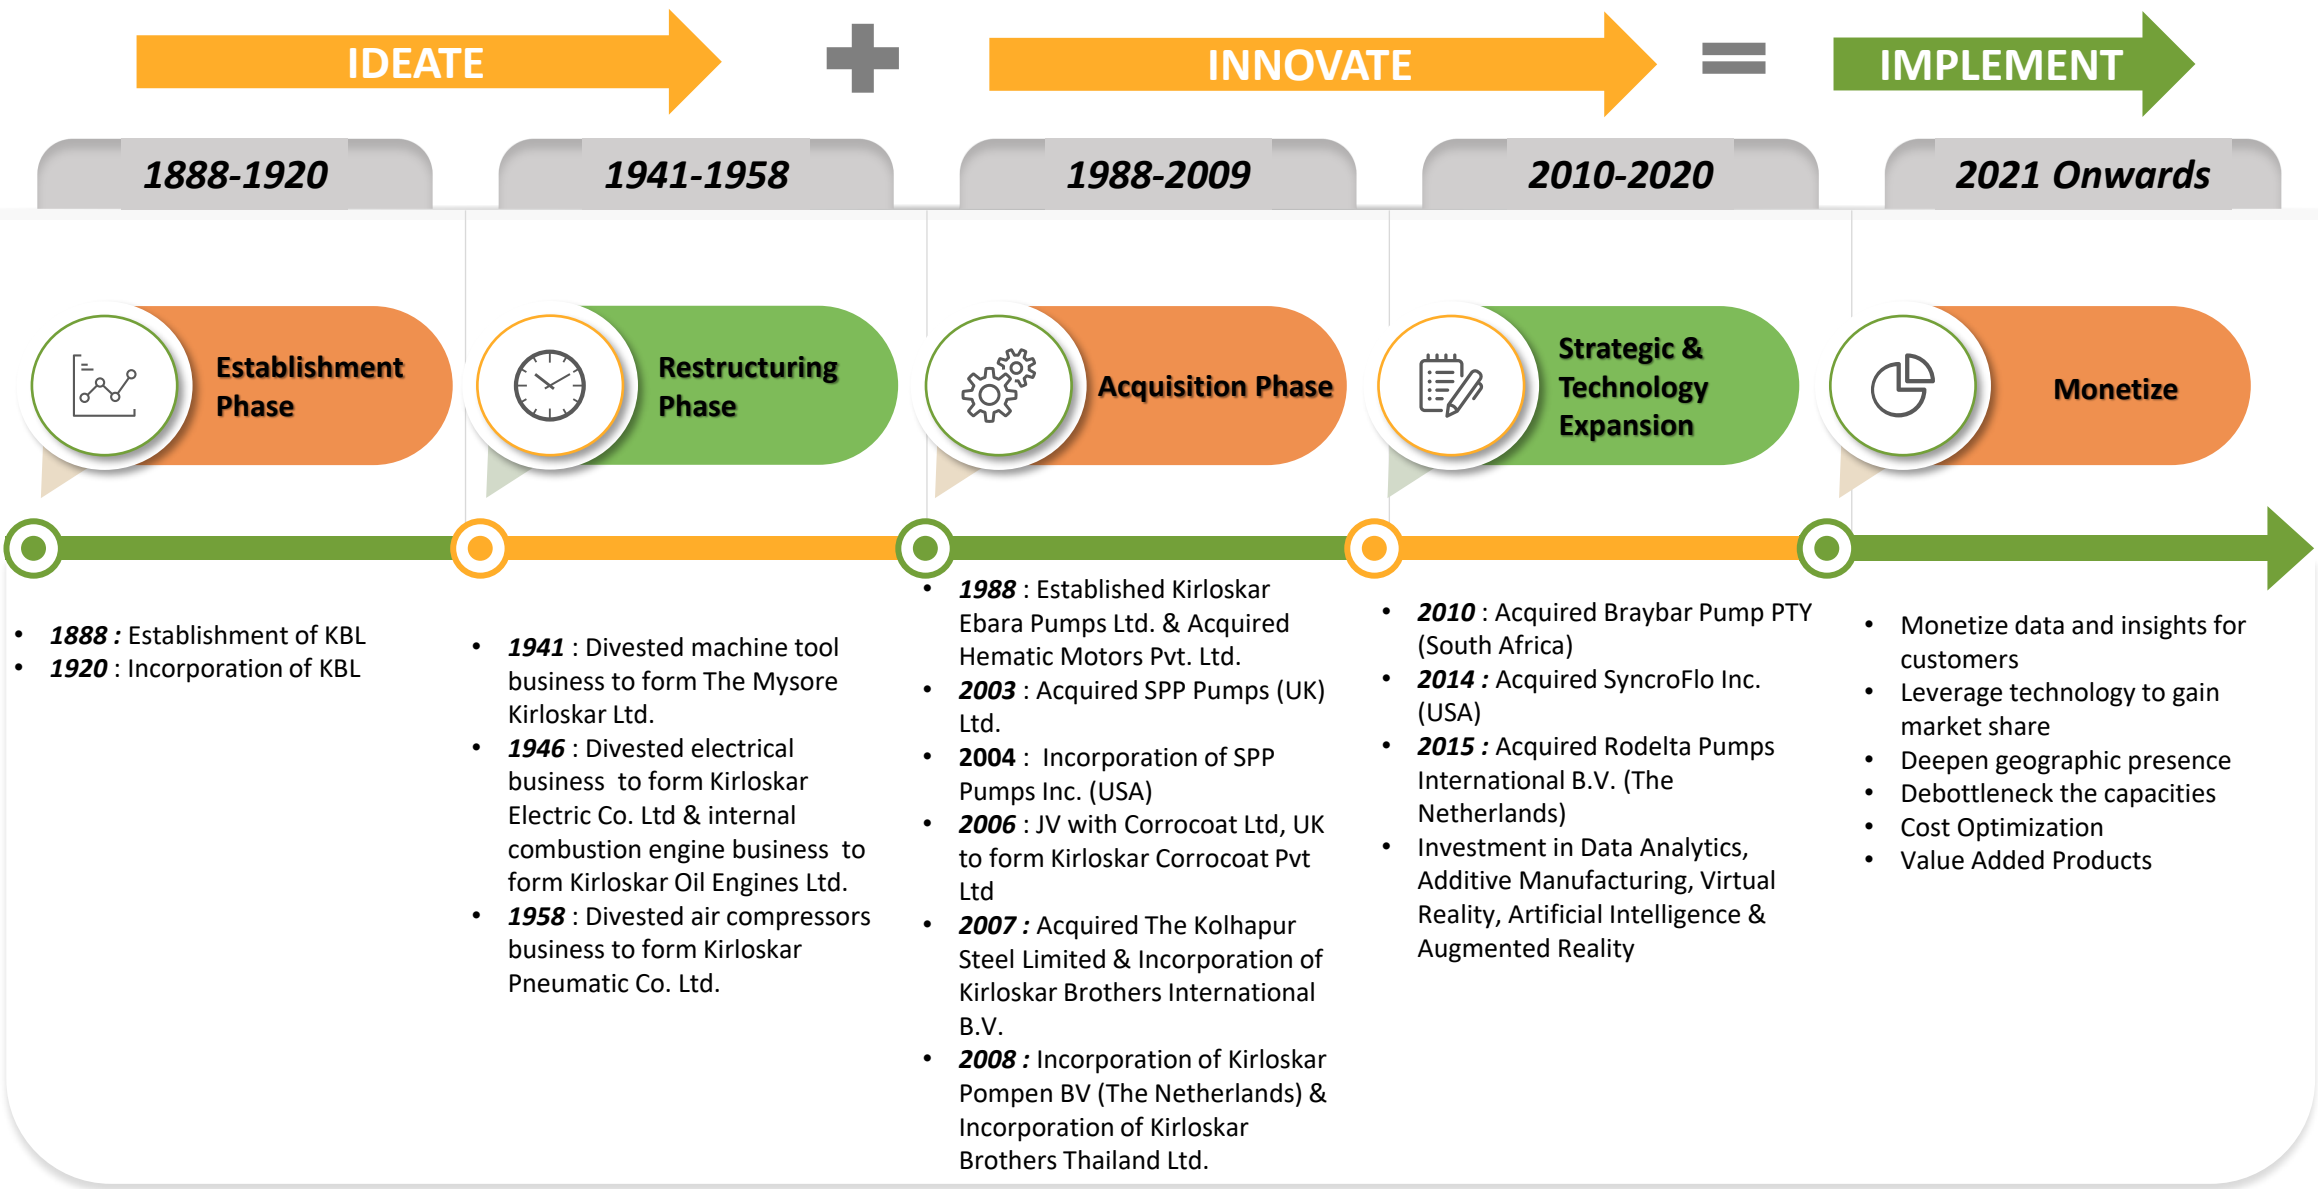 IDEATE
INNOVATE
IMPLEMENT
1888-1920
1941-1958
1988-2009
2010-2020
2021 Onwards
Establishment
Phase
Restructuring
Phase
Acquisition Phase
Strategic &
Technology
Expansion
Monetize
• 1888 : Establishment of KBL
• 1920 : Incorporation of KBL
• 1941 : Divested machine tool
business to form The Mysore
Kirloskar Ltd.
• 1946 : Divested electrical
business to form Kirloskar
Electric Co. Ltd & internal
combustion engine business to
form Kirloskar Oil Engines Ltd.
• 1958 : Divested air compressors
business to form Kirloskar
Pneumatic Co. Ltd.
• 1988 : Established Kirloskar
Ebara Pumps Ltd. & Acquired
Hematic Motors Pvt. Ltd.
• 2003 : Acquired SPP Pumps (UK)
Ltd.
• 2004 : Incorporation of SPP
Pumps Inc. (USA)
• 2006 : JV with Corrocoat Ltd, UK
to form Kirloskar Corrocoat Pvt
Ltd
• 2007 : Acquired The Kolhapur
Steel Limited & Incorporation of
Kirloskar Brothers International
B.V.
• 2008 : Incorporation of Kirloskar
Pompen BV (The Netherlands) &
Incorporation of Kirloskar
Brothers Thailand Ltd.
• 2010 : Acquired Braybar Pump PTY
(South Africa)
• 2014 : Acquired SyncroFlo Inc.
(USA)
• 2015 : Acquired Rodelta Pumps
International B.V. (The
Netherlands)
• Investment in Data Analytics,
Additive Manufacturing, Virtual
Reality, Artificial Intelligence &
Augmented Reality
• Monetize data and insights for
customers
• Leverage technology to gain
market share
• Deepen geographic presence
• Debottleneck the capacities
• Cost Optimization
• Value Added Products